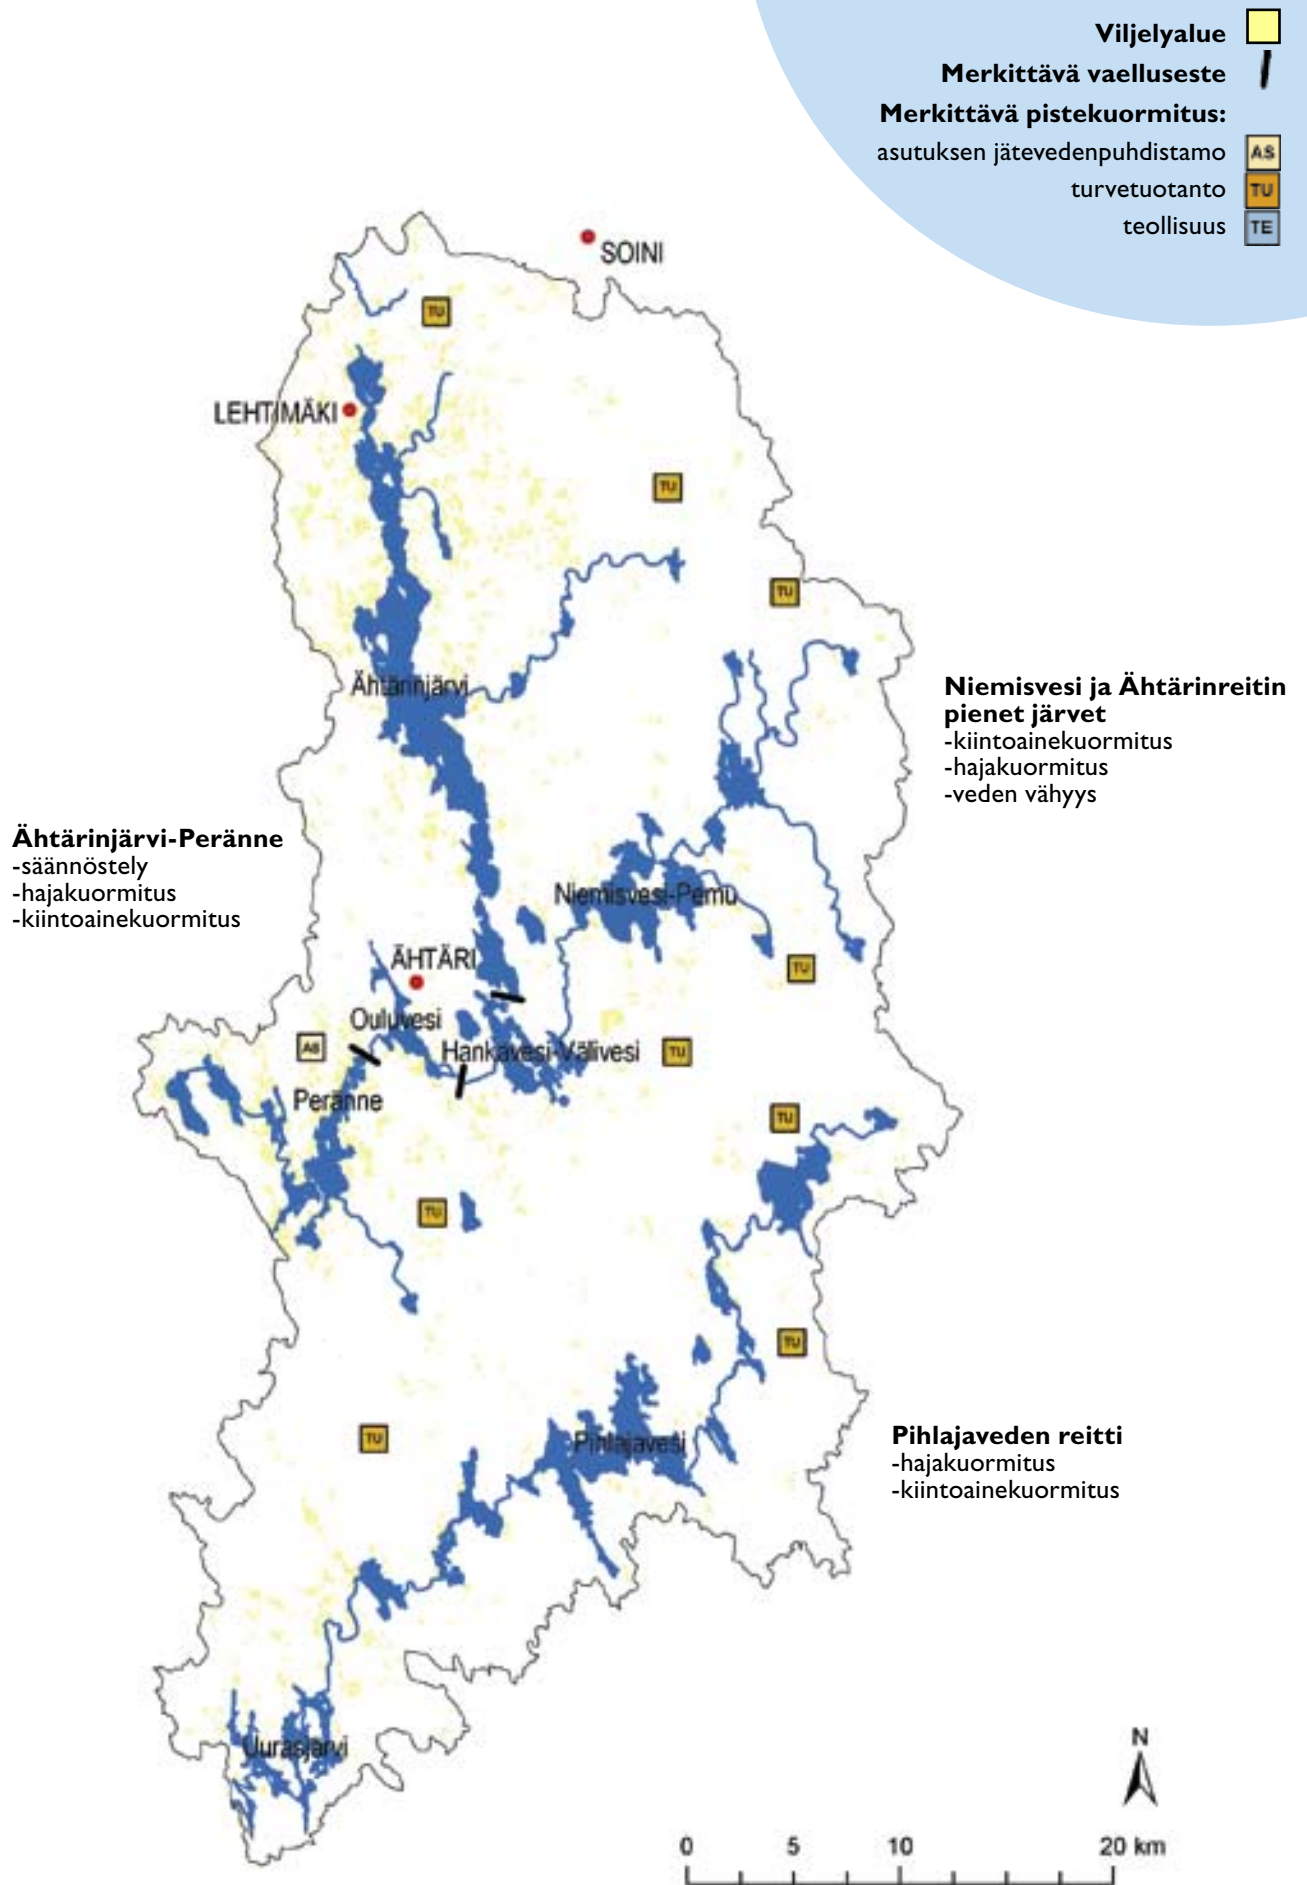 Viljelyalue
Merkittävä vaelluseste
Merkittävä pistekuormitus:
asutuksen jätevedenpuhdistamo AS
turvetuotanto TU
teollisuus TE
SOINI
TU
LEHTIMÄKI
TU
TU
Ähtärinjärvi
Niemisvesi ja Ähtärinreitin
pienet järvet
-kiintoainekuormitus
-hajakuormitus
-veden vähyys
Ähtärinjärvi-Peränne
-säännöstely
-hajakuormitus
-kiintoainekuormitus
Niemisvesi-Pemu
ÄHTÄRI
TU
Ouluvesi
AS
Hankavesi-Välivesi
TU
Peränne
TU
TU
TU
TU
Pihlajavesi
Pihlajaveden reitti
-hajakuormitus
-kiintoainekuormitus
Uurasjärvi
N
0 5 10 20 km